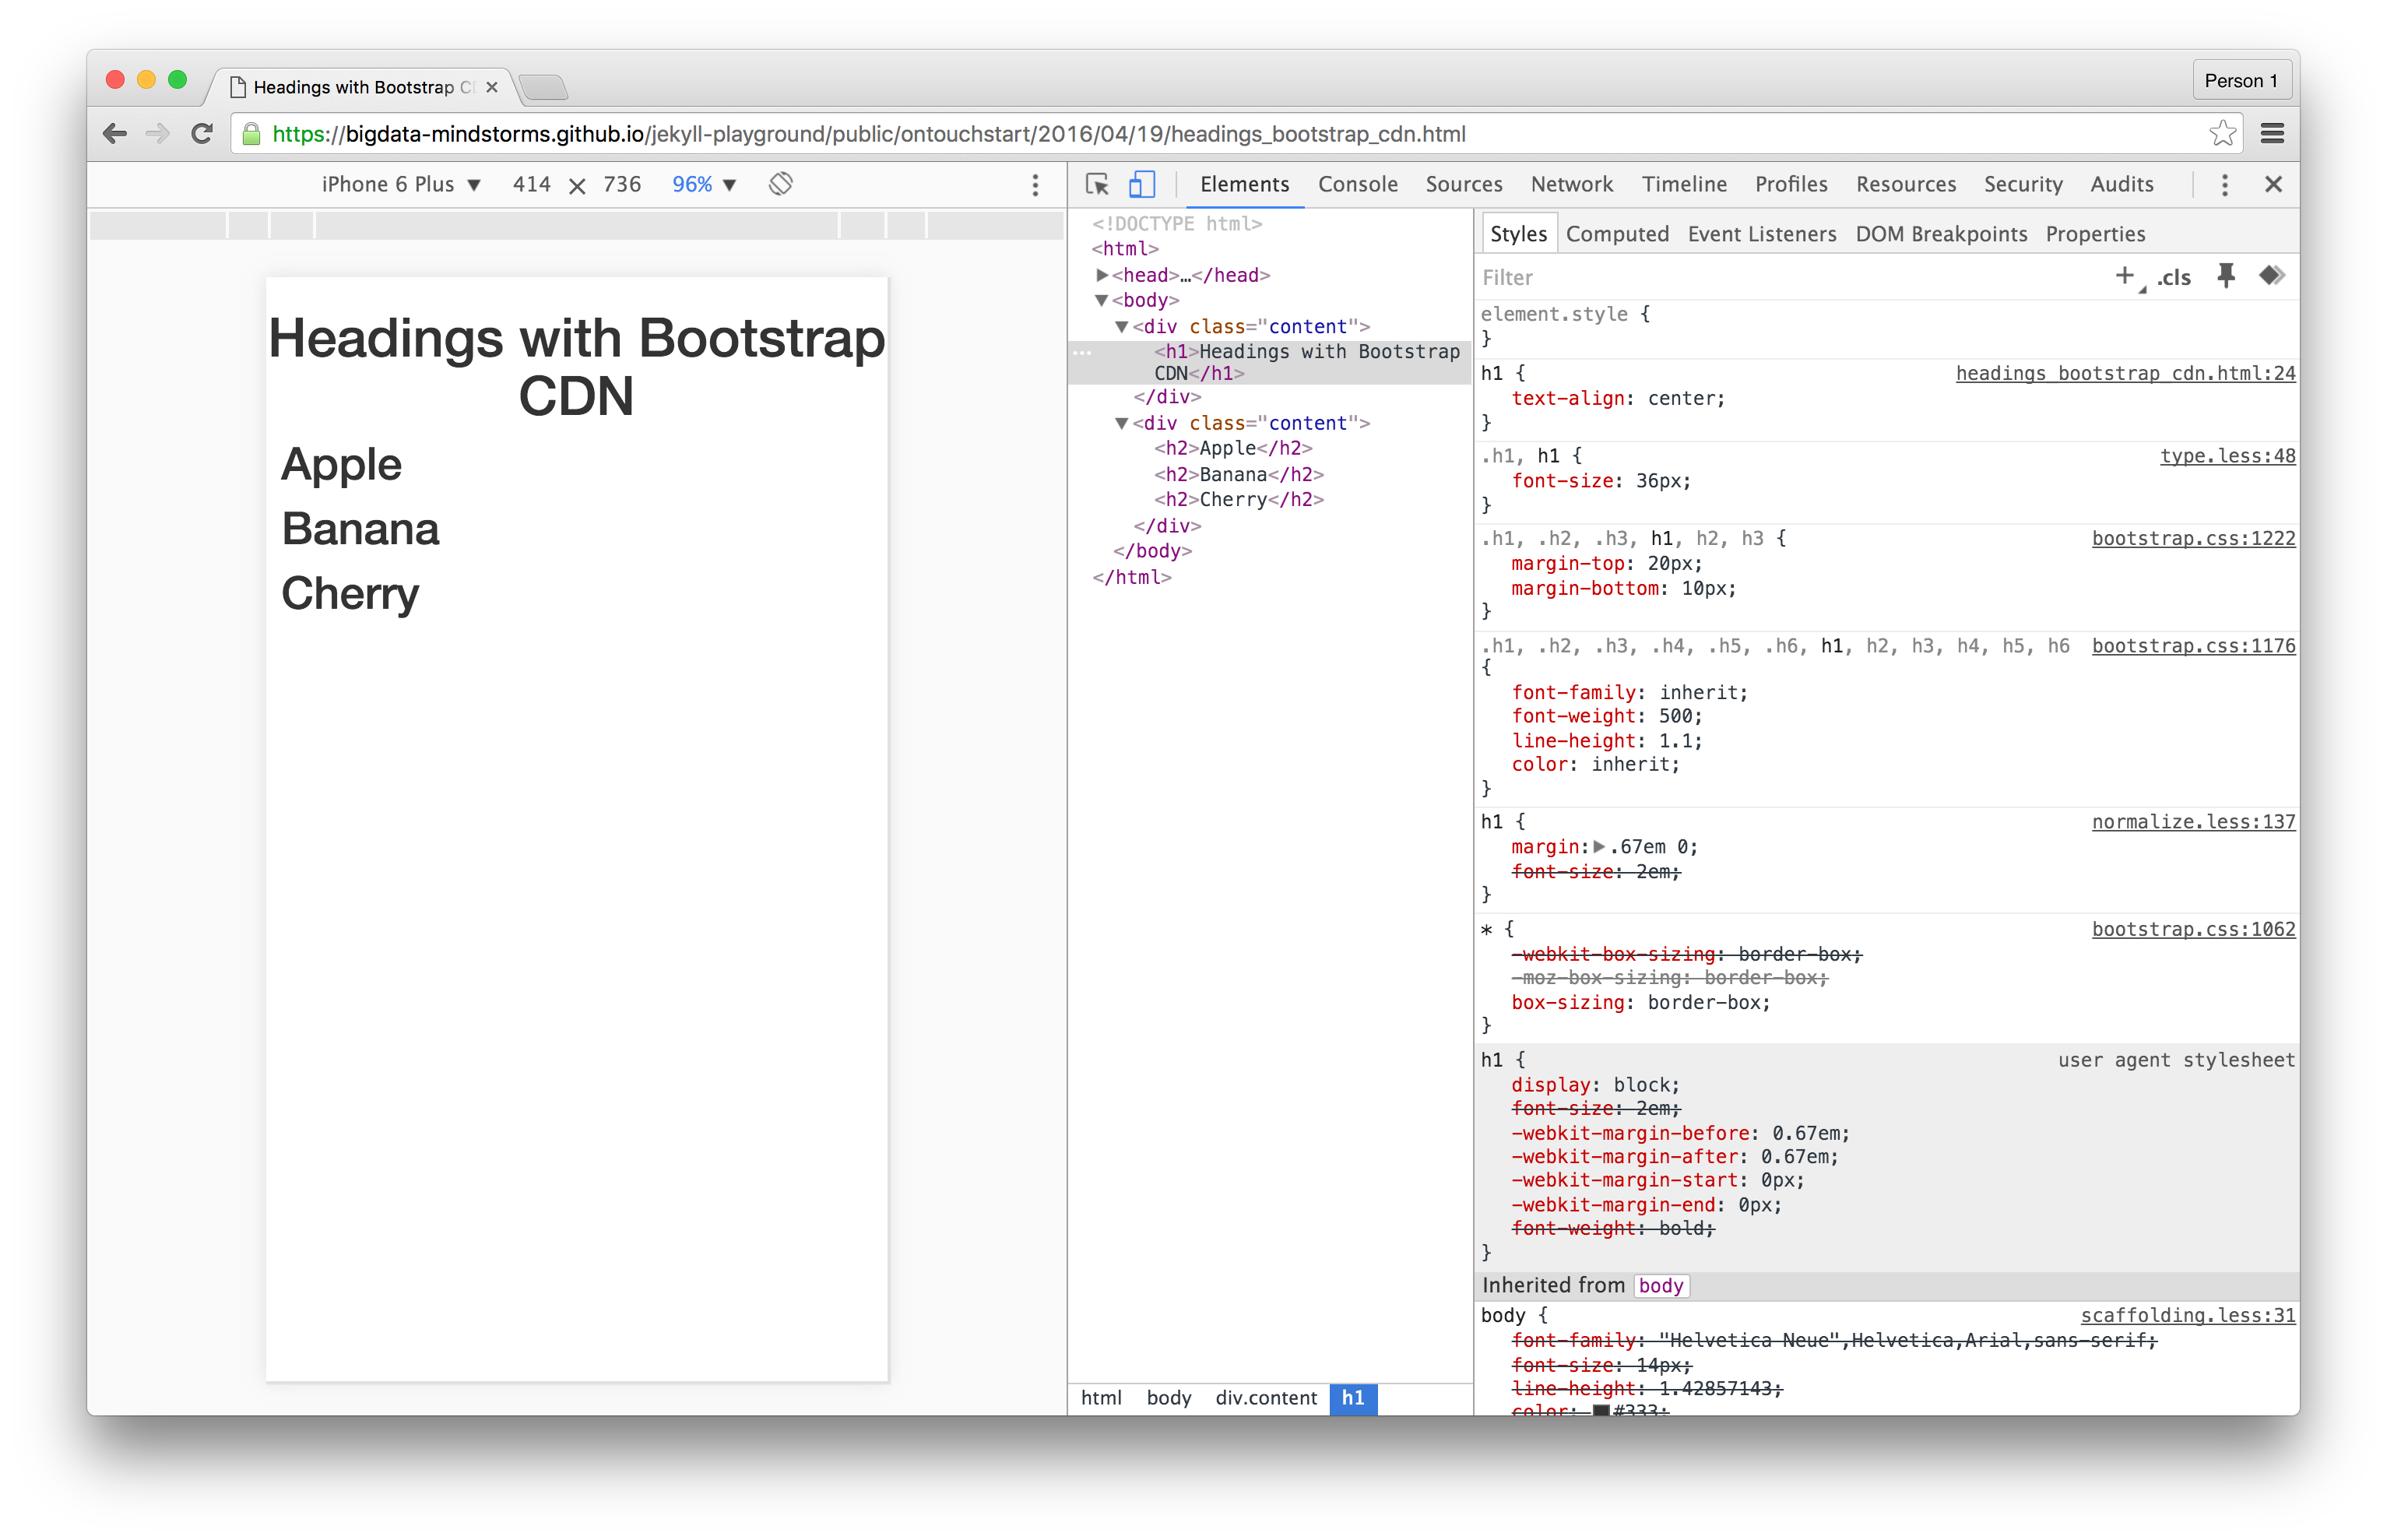 Headings with Bootstrap C
Person 1
https://bigdata-mindstorms.github.io/jekyll-playground/public/ontouchstart/2016/04/19/headings_bootstrap_cdn.html
iPhone 6 Plus ▼ 414 × 736 96% ▼
Elements Console Sources Network Timeline Profiles Resources Security Audits
Headings with Bootstrap
CDN
Apple
Banana
Cherry
<!DOCTYPE html>
<html>
▶<head>…</head>
▼<body>
▼<div class="content">
<h1>Headings with Bootstrap
CDN</h1>
</div>
▼<div class="content">
<h2>Apple</h2>
<h2>Banana</h2>
<h2>Cherry</h2>
</div>
</body>
</html>
html body div.content h1
Styles Computed Event Listeners DOM Breakpoints Properties
Filter + .cls
element.style {
}
h1 { headings_bootstrap_cdn.html:24
text-align: center;
}
.h1, h1 { type.less:48
font-size: 36px;
}
.h1, .h2, .h3, h1, h2, h3 { bootstrap.css:1222
margin-top: 20px;
margin-bottom: 10px;
}
.h1, .h2, .h3, .h4, .h5, .h6, h1, h2, h3, h4, h5, h6 bootstrap.css:1176
{
font-family: inherit;
font-weight: 500;
line-height: 1.1;
color: inherit;
}
h1 { normalize.less:137
margin:▶.67em 0;
font-size: 2em;
}
* { bootstrap.css:1062
-webkit-box-sizing: border-box;
-moz-box-sizing: border-box;
box-sizing: border-box;
}
h1 { user agent stylesheet
display: block;
font-size: 2em;
-webkit-margin-before: 0.67em;
-webkit-margin-after: 0.67em;
-webkit-margin-start: 0px;
-webkit-margin-end: 0px;
font-weight: bold;
}
Inherited from body
body { scaffolding.less:31
font-family: "Helvetica Neue",Helvetica,Arial,sans-serif;
font-size: 14px;
line-height: 1.42857143;
color: #333;